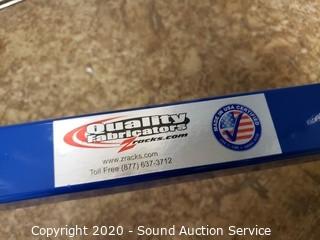 Quality
Fabricators
Zracks.com
www.zracks.com
Toll Free (877) 637-3712
MADE IN USA CERTIFIED
Copyright 2020 - Sound Auction Service